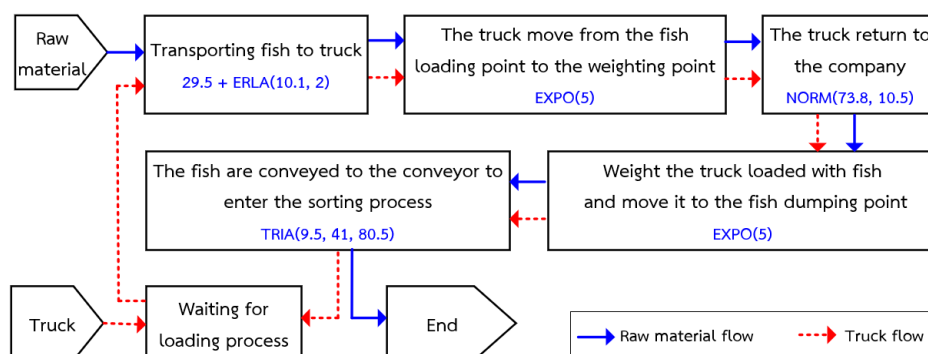 Raw
material
Transporting fish to truck
29.5 + ERLA(10.1, 2)
The truck move from the fish
loading point to the weighting point
EXPO(5)
The truck return to
the company
NORM(73.8, 10.5)
The fish are conveyed to the conveyor to
enter the sorting process
TRIA(9.5, 41, 80.5)
Weight the truck loaded with fish
and move it to the fish dumping point
EXPO(5)
Truck
Waiting for
loading process
End
Raw material flow
Truck flow